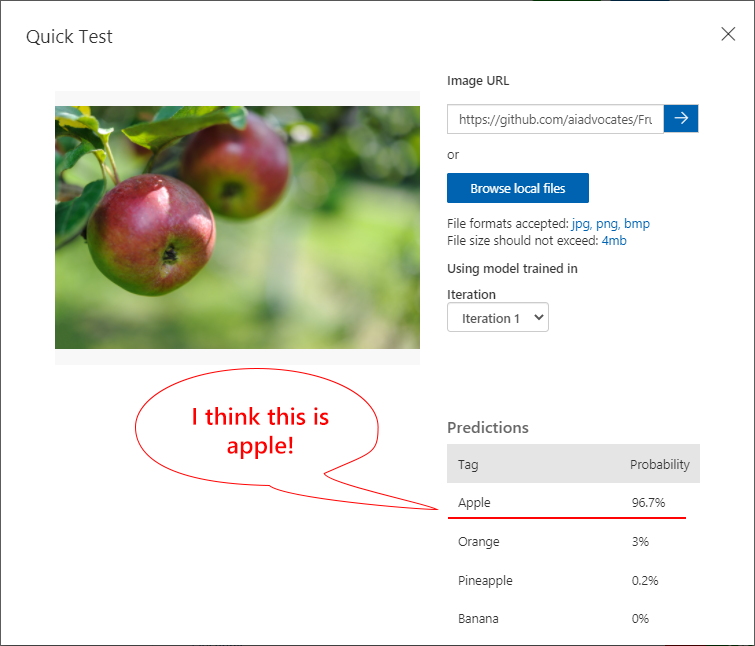 Quick Test
Image URL
https://github.com/aiadvocates/Fru
or
Browse local files
File formats accepted: jpg, png, bmp
File size should not exceed: 4mb
Using model trained in
Iteration
Iteration 1
I think this is
apple!
Predictions
Tag Probability
Apple 96.7%
Orange 3%
Pineapple 0.2%
Banana 0%